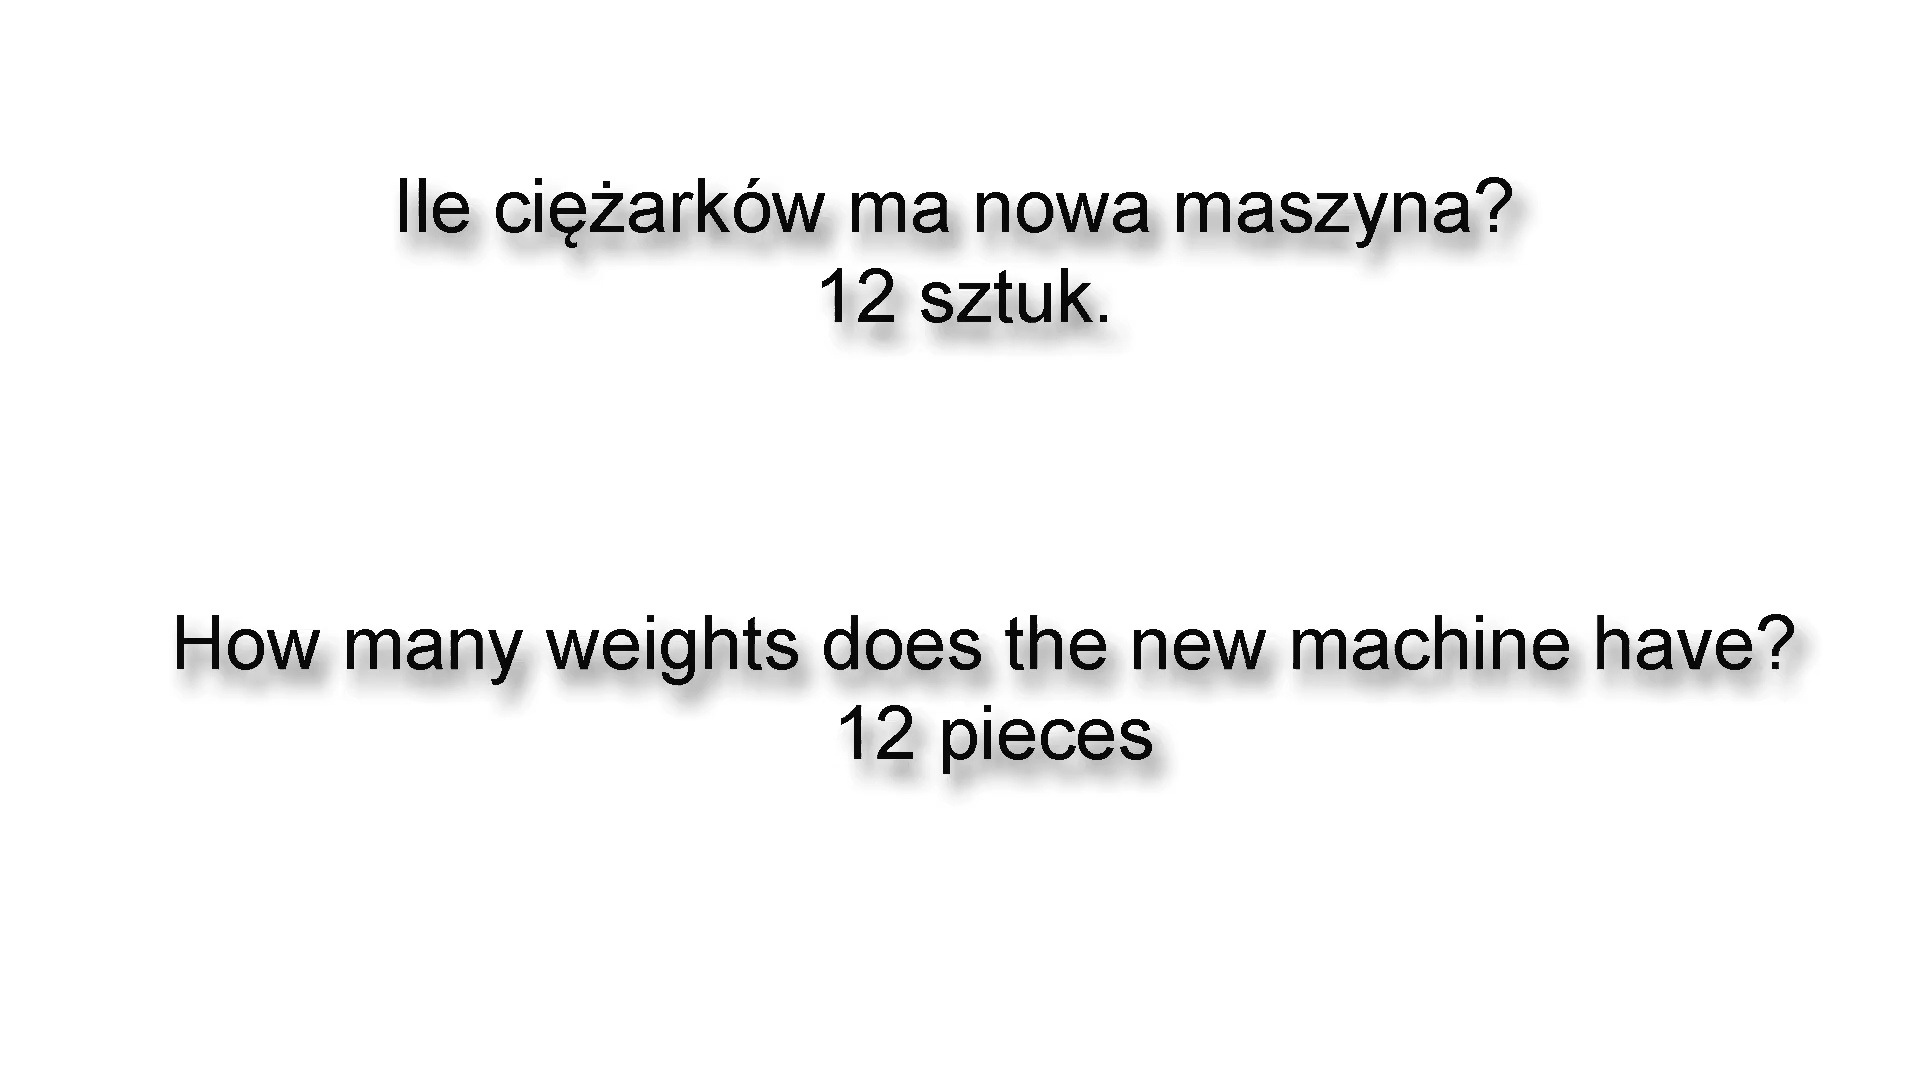 Ile ciężarków ma nowa maszyna?
12 sztuk.
How many weights does the new machine have?
12 pieces